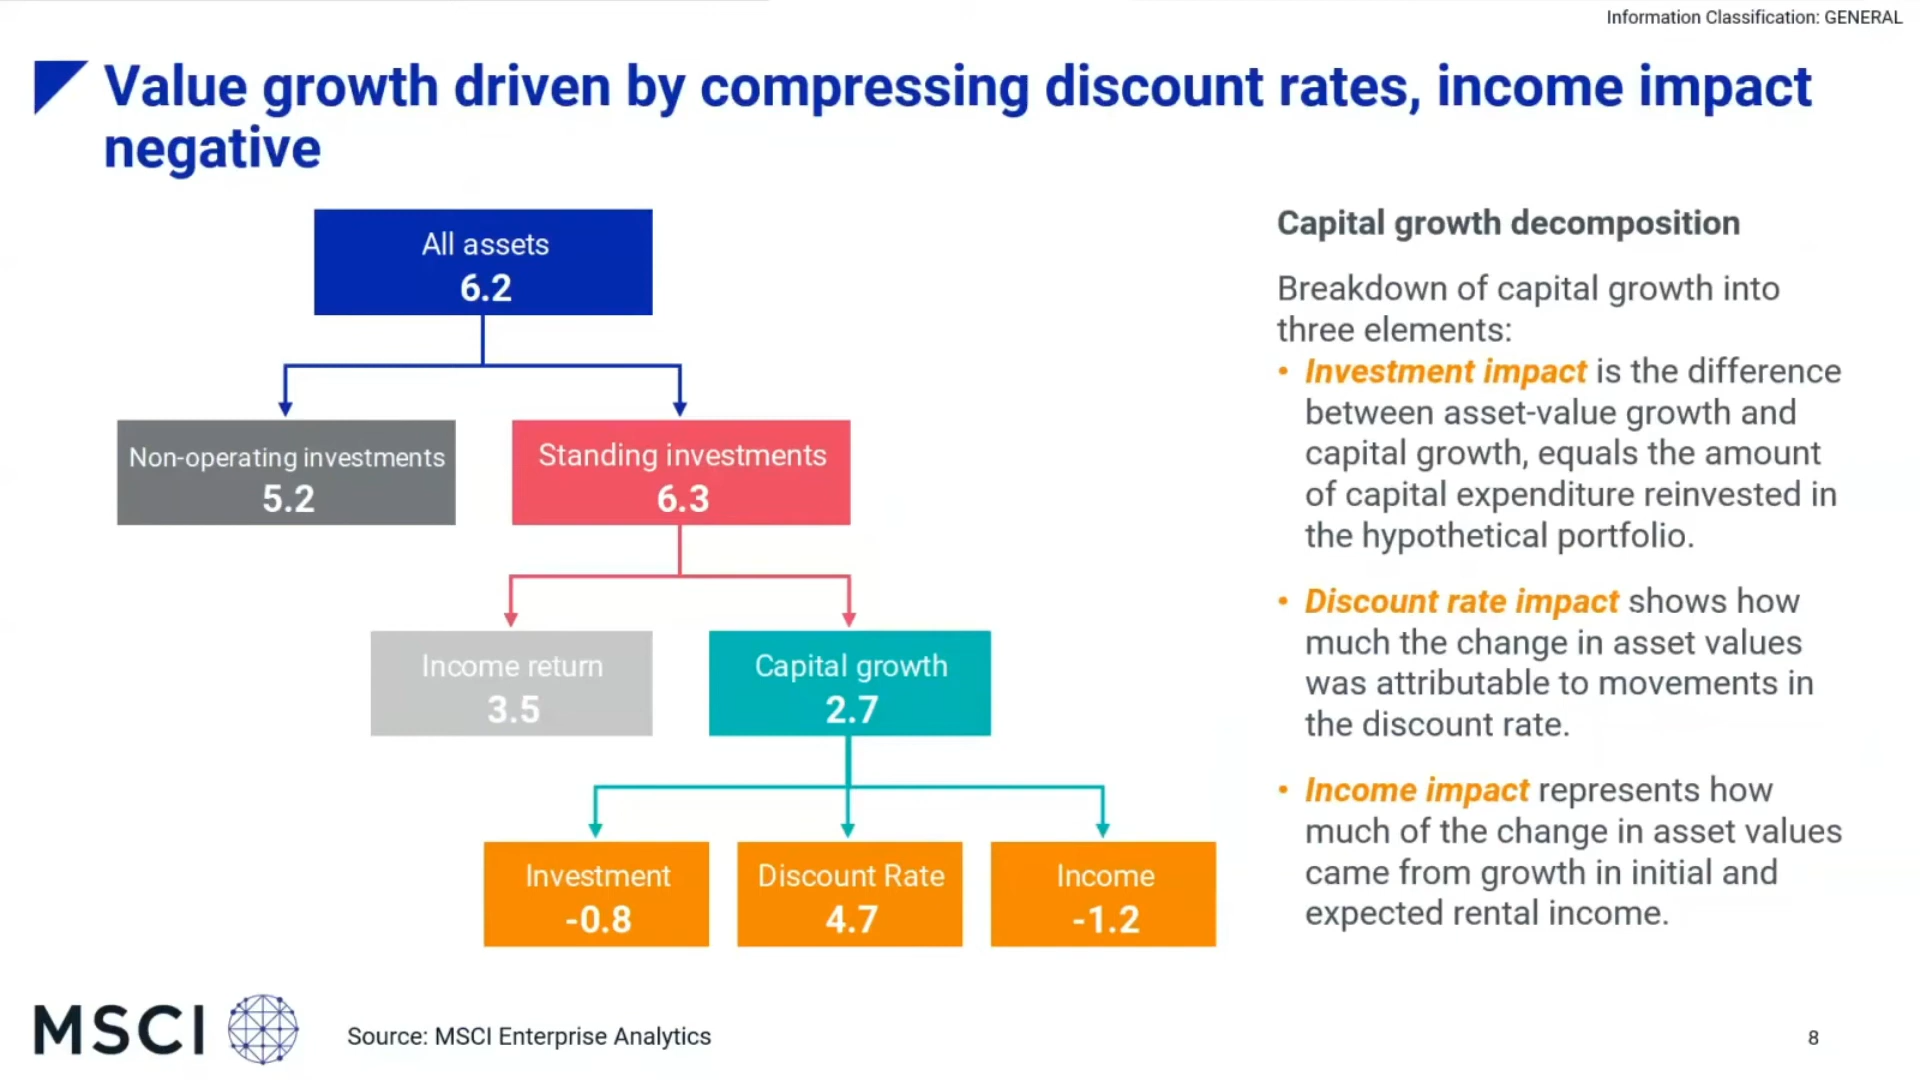 Information Classification: GENERAL
Value growth driven by compressing discount rates, income impact
negative
All assets
6.2
Non-operating investments
5.2
Standing investments
6.3
Income return
3.5
Capital growth
2.7
Investment
-0.8
Discount Rate
4.7
Income
-1.2
Capital growth decomposition
Breakdown of capital growth into
three elements:
• Investment impact is the difference
between asset-value growth and
capital growth, equals the amount
of capital expenditure reinvested in
the hypothetical portfolio.
• Discount rate impact shows how
much the change in asset values
was attributable to movements in
the discount rate.
• Income impact represents how
much of the change in asset values
came from growth in initial and
expected rental income.
MSCI
Source: MSCI Enterprise Analytics
8